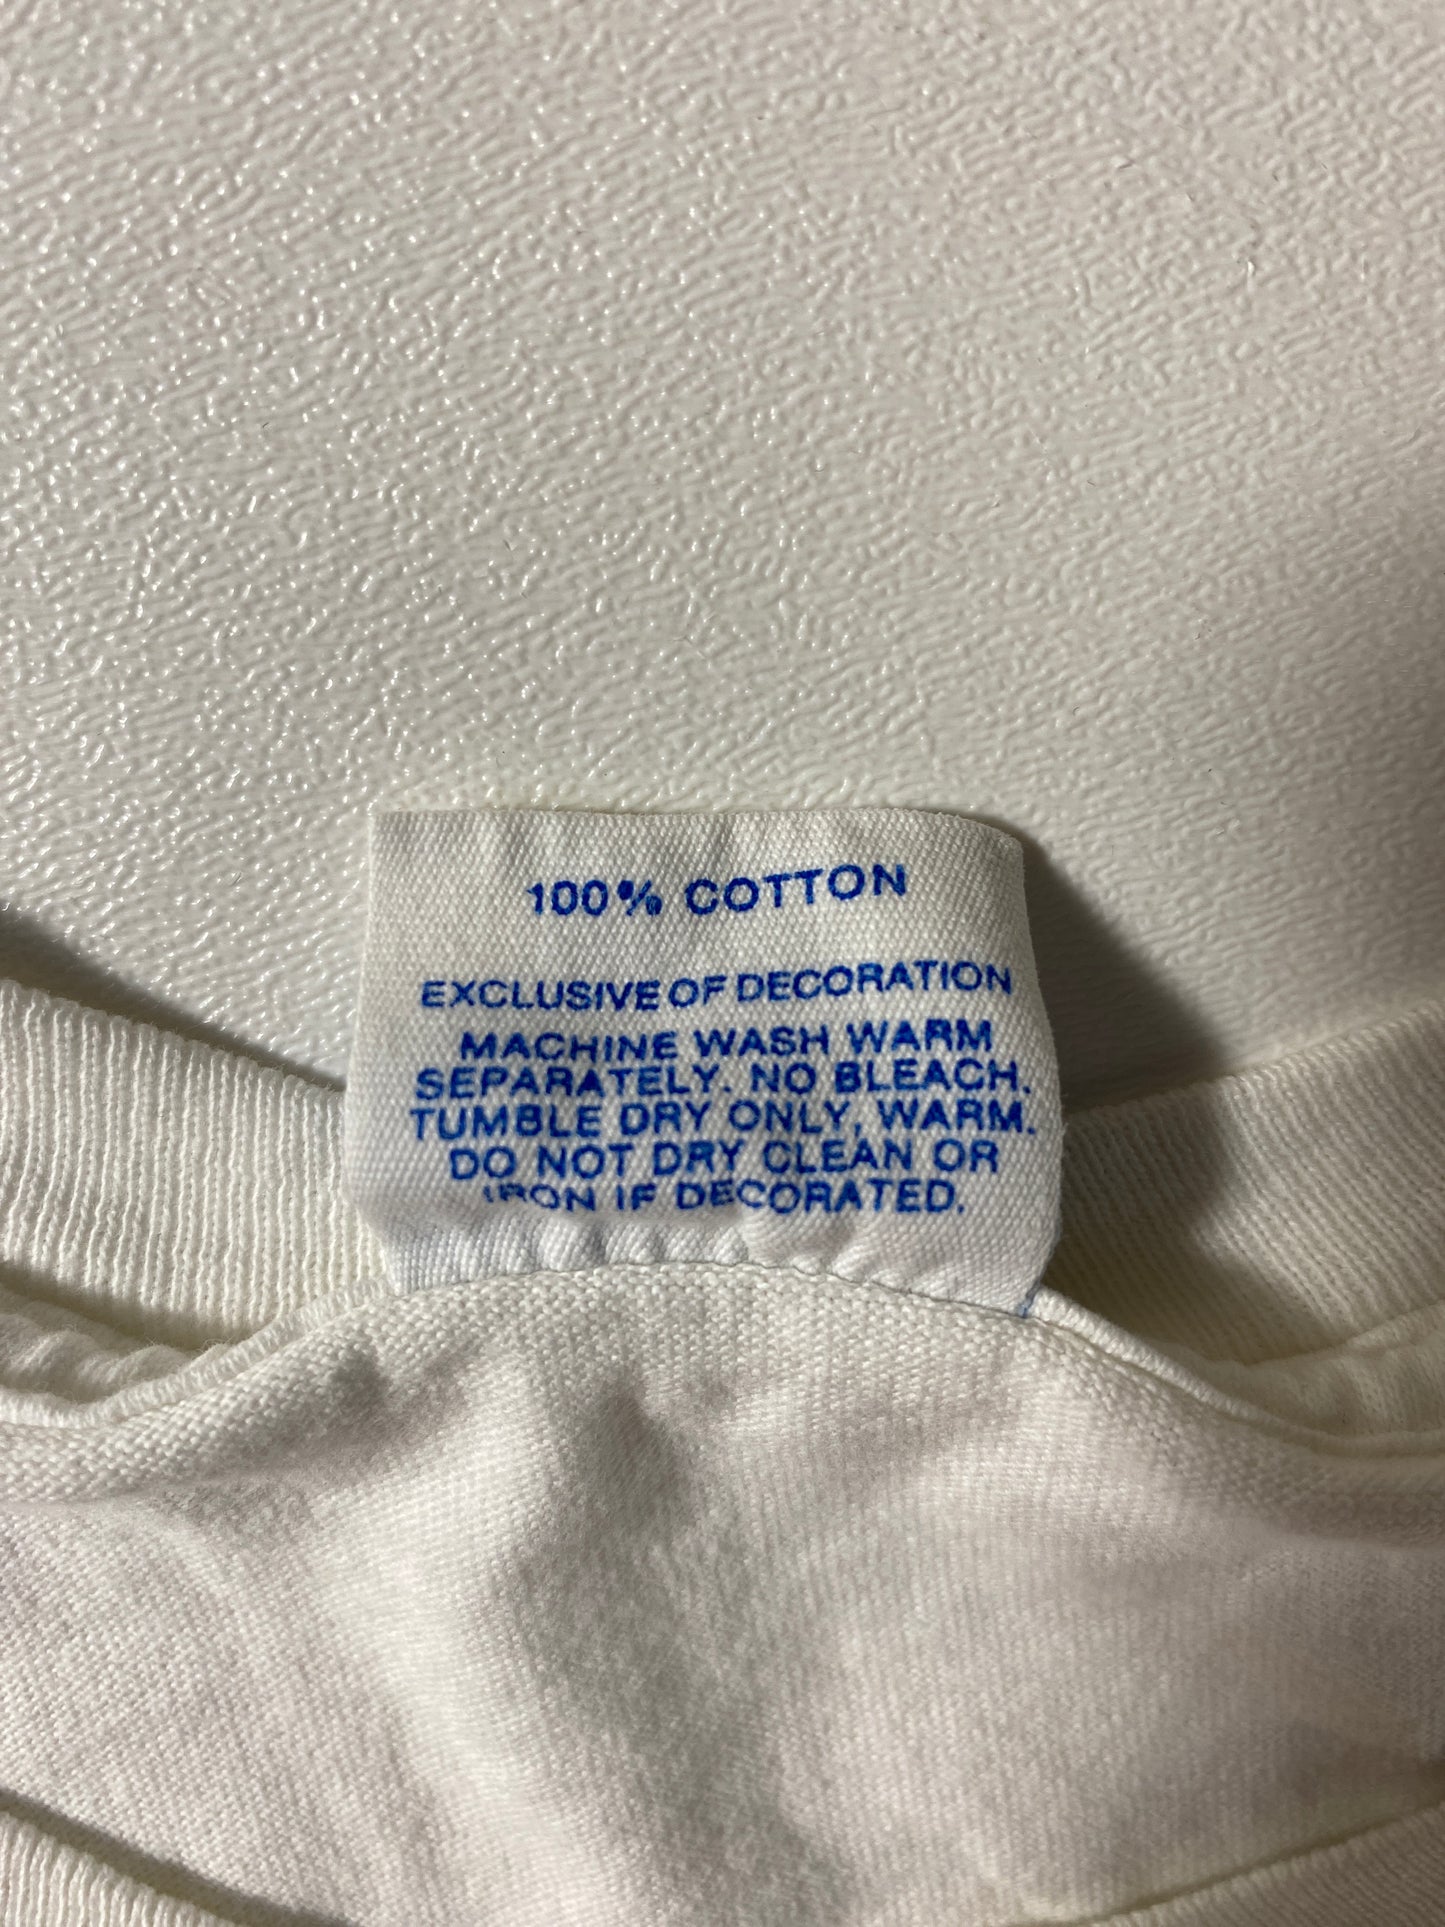 100% COTTON
EXCLUSIVE OF DECORATION
MACHINE WASH WARM
SEPARATELY. NO BLEACH.
TUMBLE DRY ONLY, WARM.
DO NOT DRY CLEAN OR
IRON IF DECORATED.